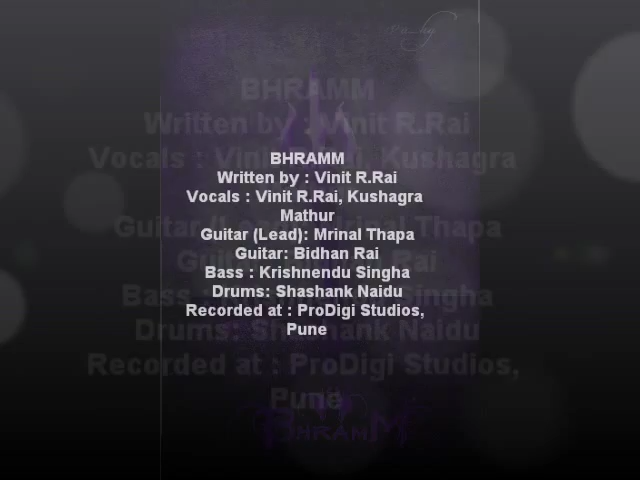 BHRAMM
Written by : Vinit R.Rai
Vocals : Vinit R.Rai, Kushagra
Mathur
Guitar (Lead): Mrinal Thapa
Guitar: Bidhan Rai
Bass : Krishnendu Singha
Drums: Shashank Naidu
Recorded at : ProDigi Studios,
Pune
BHRAMM